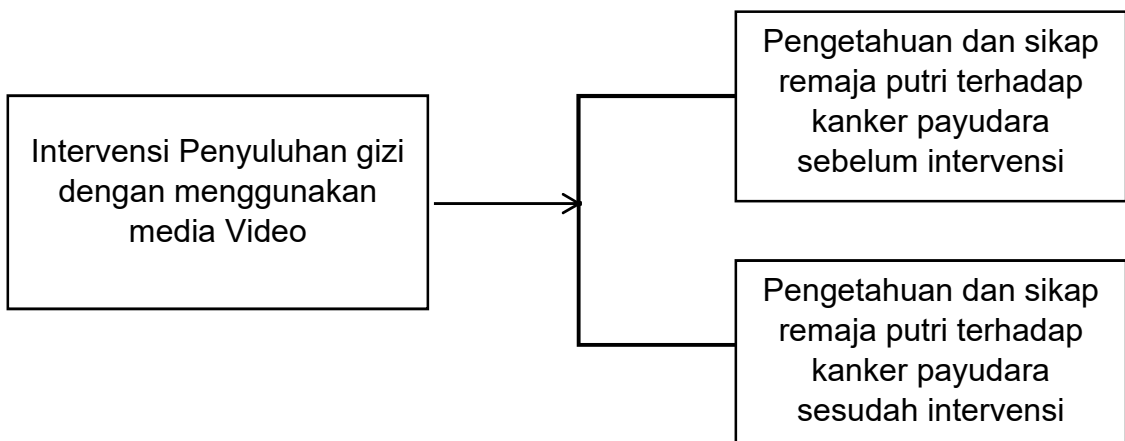 Intervensi Penyuluhan gizi
dengan menggunakan
media Video
Pengetahuan dan sikap
remaja putri terhadap
kanker payudara
sebelum intervensi
Pengetahuan dan sikap
remaja putri terhadap
kanker payudara
sesudah intervensi